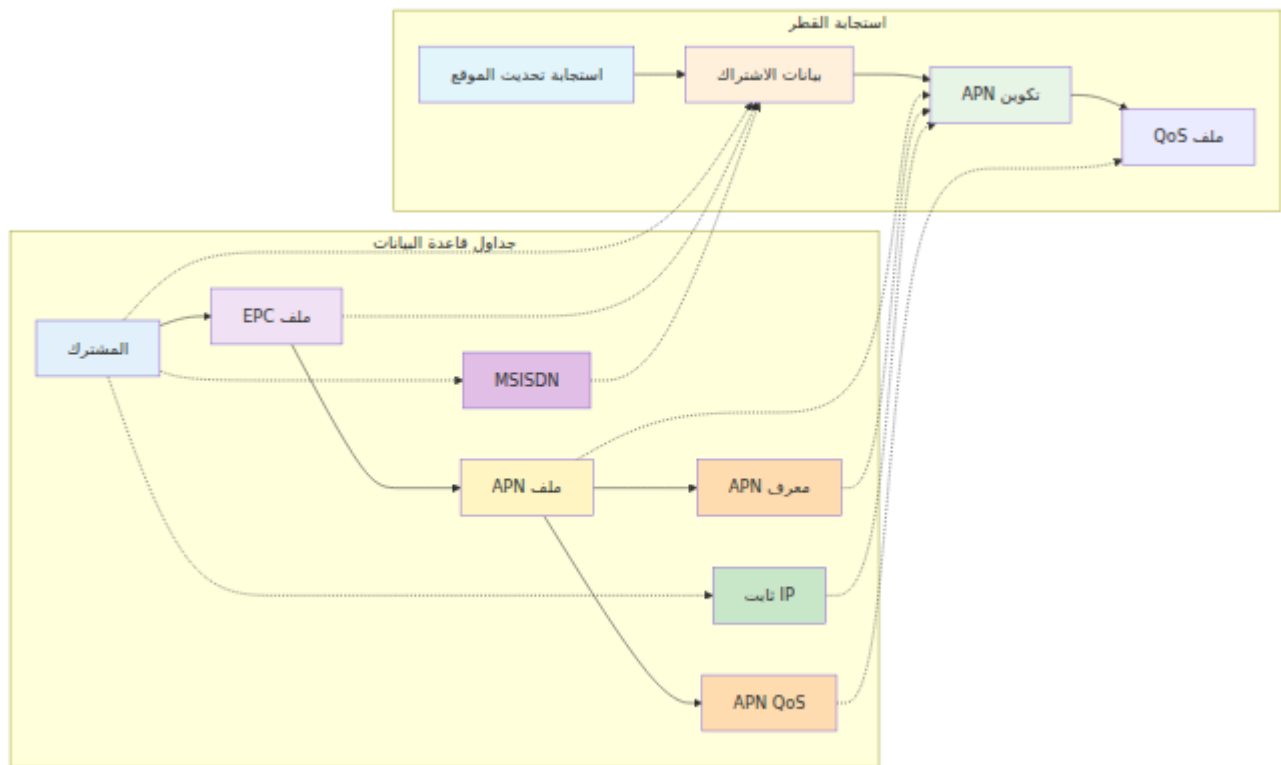 استجابة القطر
استجابة تحديث الموقع
بيانات الاشتراك
تكوين APN
ملف QoS
جداول قاعدة البيانات
المشترك
ملف EPC
MSISDN
ملف APN
معرف APN
IP ثابت
APN QoS